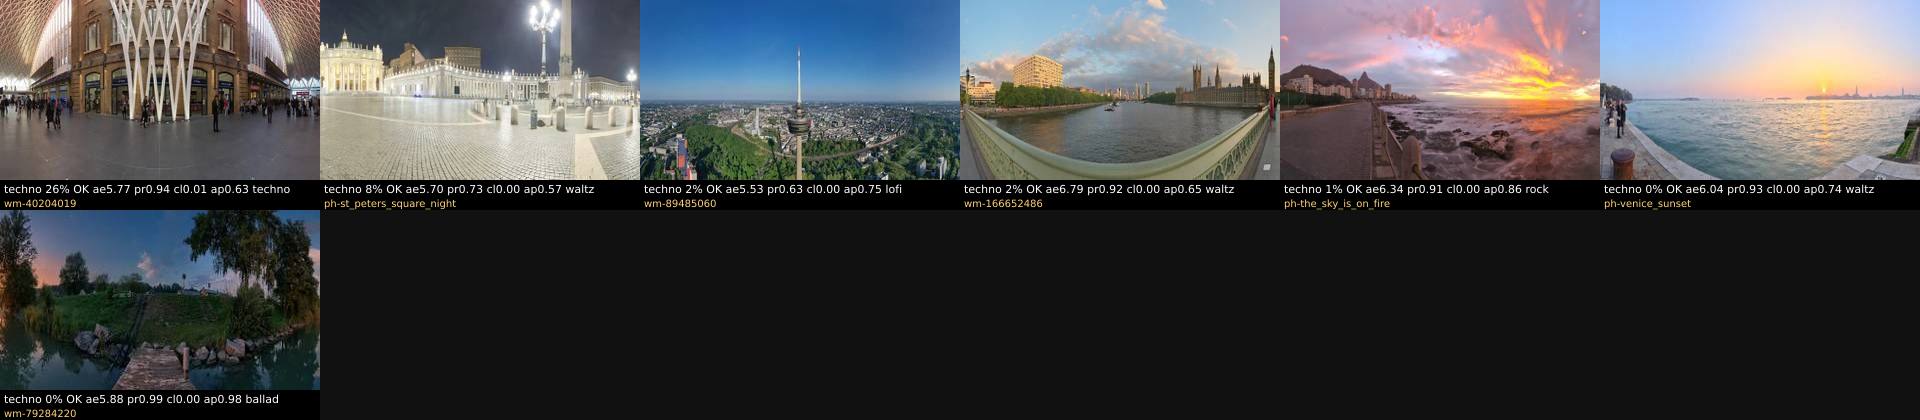 techno 26% OK ae5.77 pr0.94 cl0.01 ap0.63 techno
wm-40204019
techno 8% OK ae5.70 pr0.73 cl0.00 ap0.57 waltz
ph-st_peters_square_night
techno 2% OK ae5.53 pr0.63 cl0.00 ap0.75 lofi
wm-89485060
techno 2% OK ae6.79 pr0.92 cl0.00 ap0.65 waltz
wm-166652486
techno 1% OK ae6.34 pr0.91 cl0.00 ap0.86 rock
ph-the_sky_is_on_fire
techno 0% OK ae6.04 pr0.93 cl0.00 ap0.74 waltz
ph-venice_sunset
techno 0% OK ae5.88 pr0.99 cl0.00 ap0.98 ballad
wm-79284220